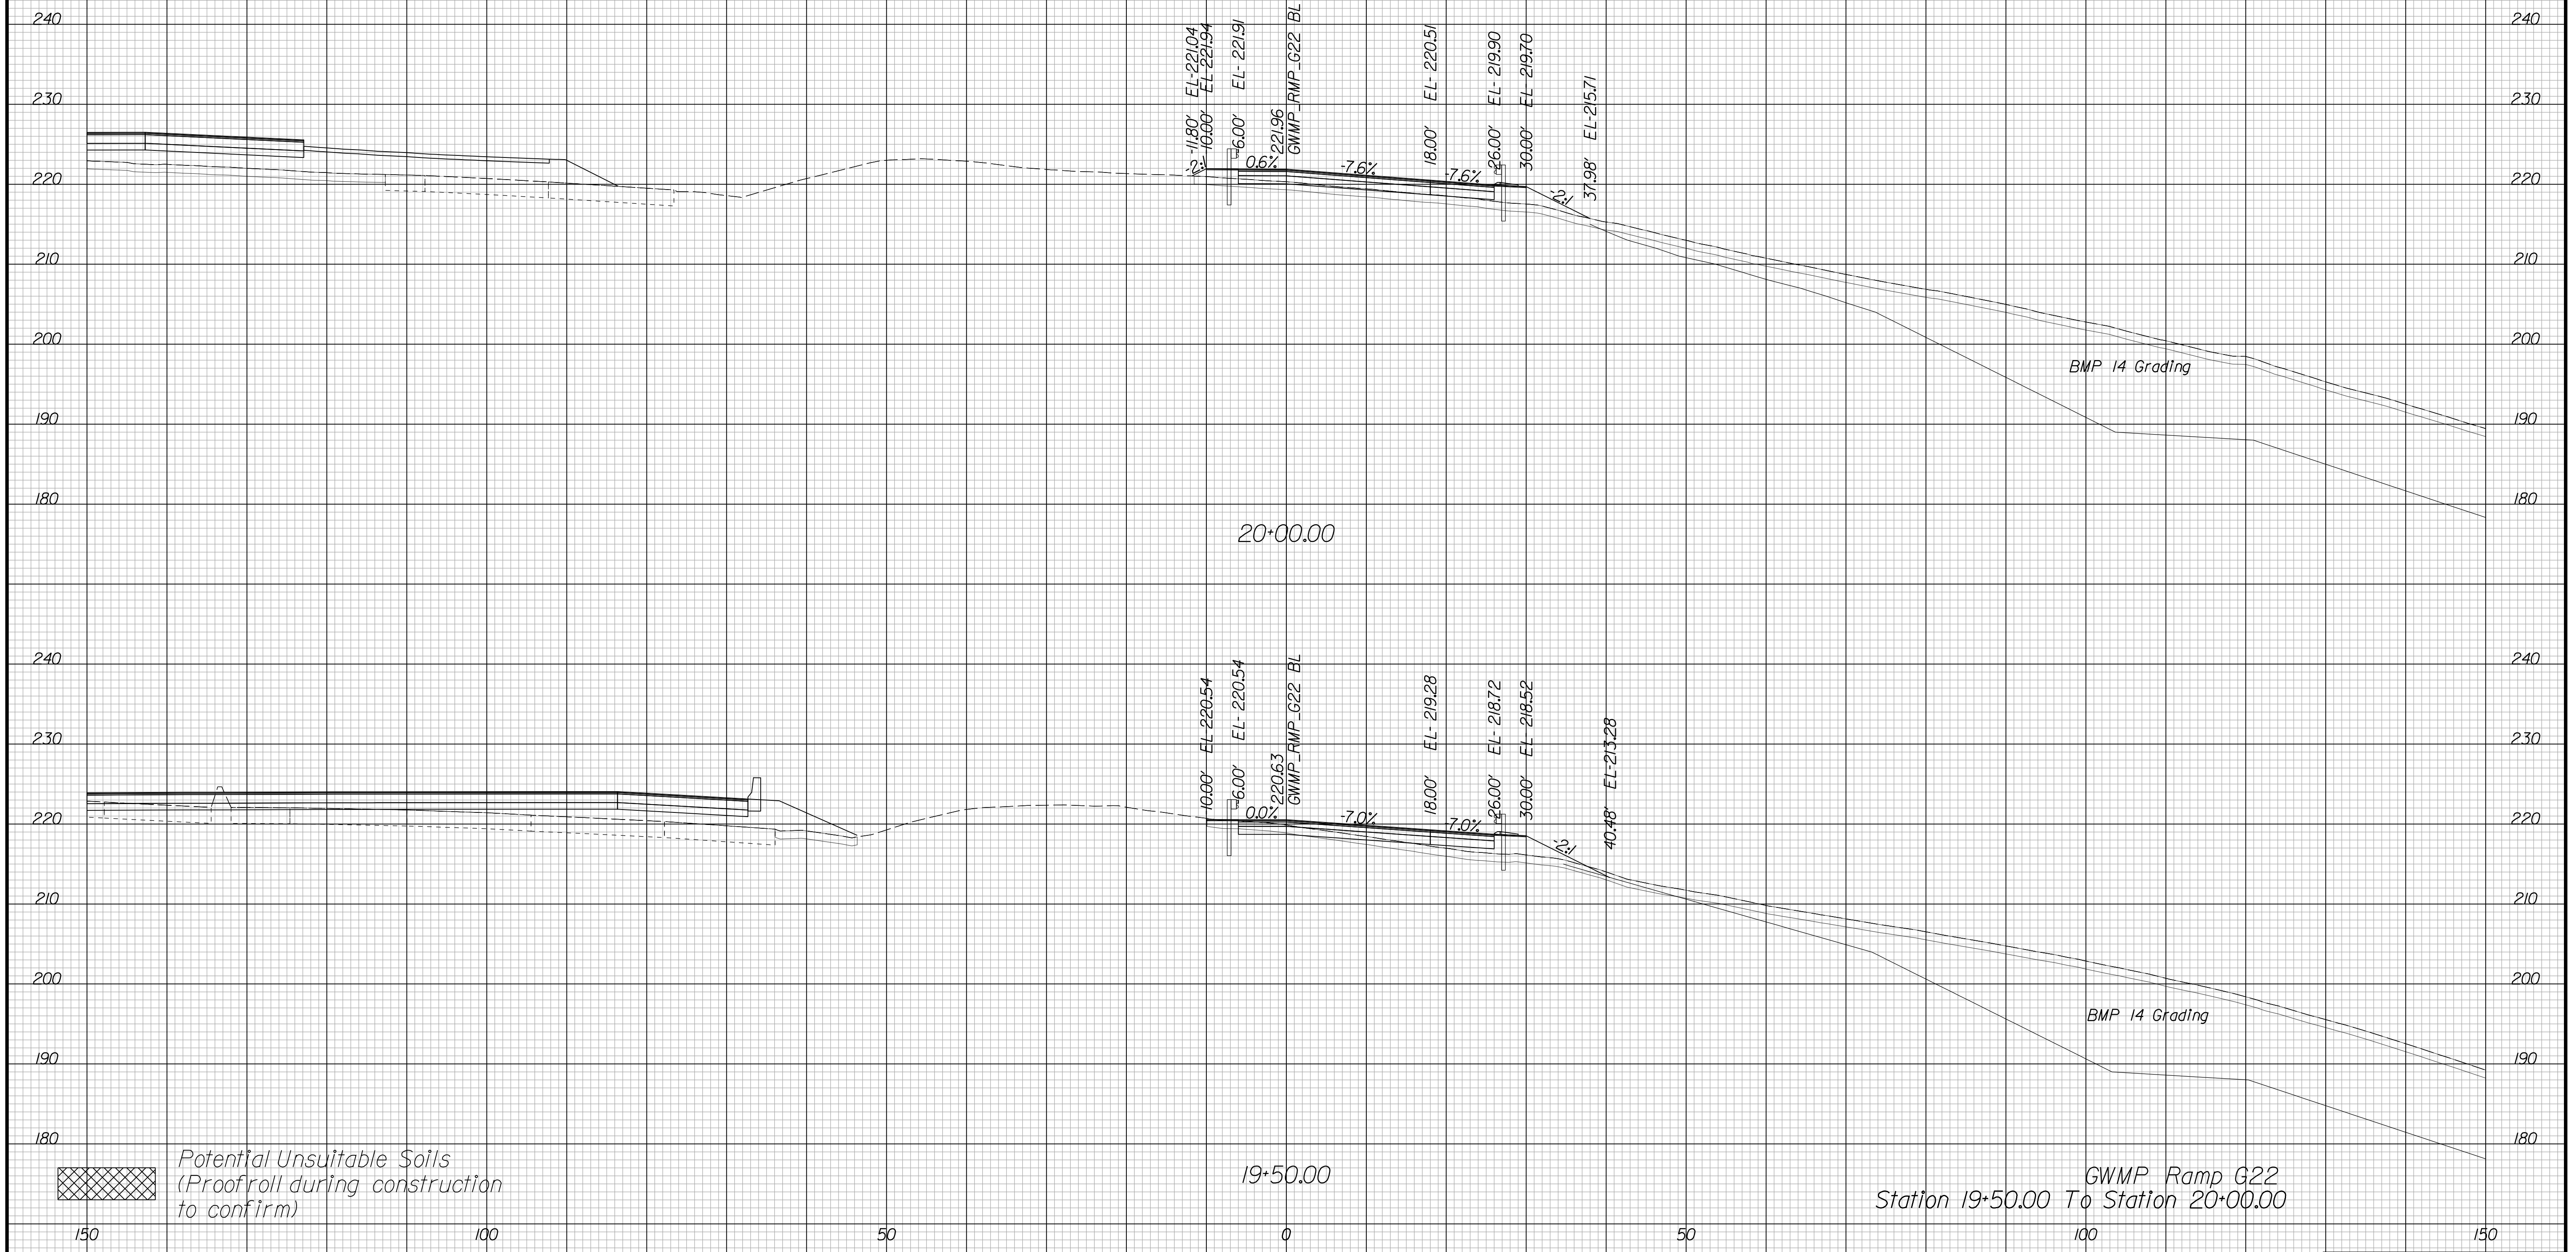 240
240
-11.80' EL-221.04
10.00' EL-221.94
-6.00' EL- 221.91
221.96
GWMP_RMP_G22 BL
18.00' EL- 220.51
26.00' EL- 219.90
30.00' EL- 219.70
37.98' EL-215.71
230
230
-2:1
0.6%
-7.6%
-7.6%
-2:1
220
220
210
210
200
200
BMP 14 Grading
190
190
180
180
20+00.00
240
240
10.00' EL-220.54
-6.00' EL- 220.54
220.63
GWMP_RMP_G22 BL
18.00' EL- 219.28
26.00' EL- 218.72
30.00' EL- 218.52
40.48' EL-213.28
230
230
0.0%
-7.0%
-7.0%
-2:1
220
220
210
210
200
200
BMP 14 Grading
190
190
180
180
Potential Unsuitable Soils
(Proofroll during construction
to confirm)
19+50.00
GWMP Ramp G22
Station 19+50.00 To Station 20+00.00
150
100
50
0
50
100
150